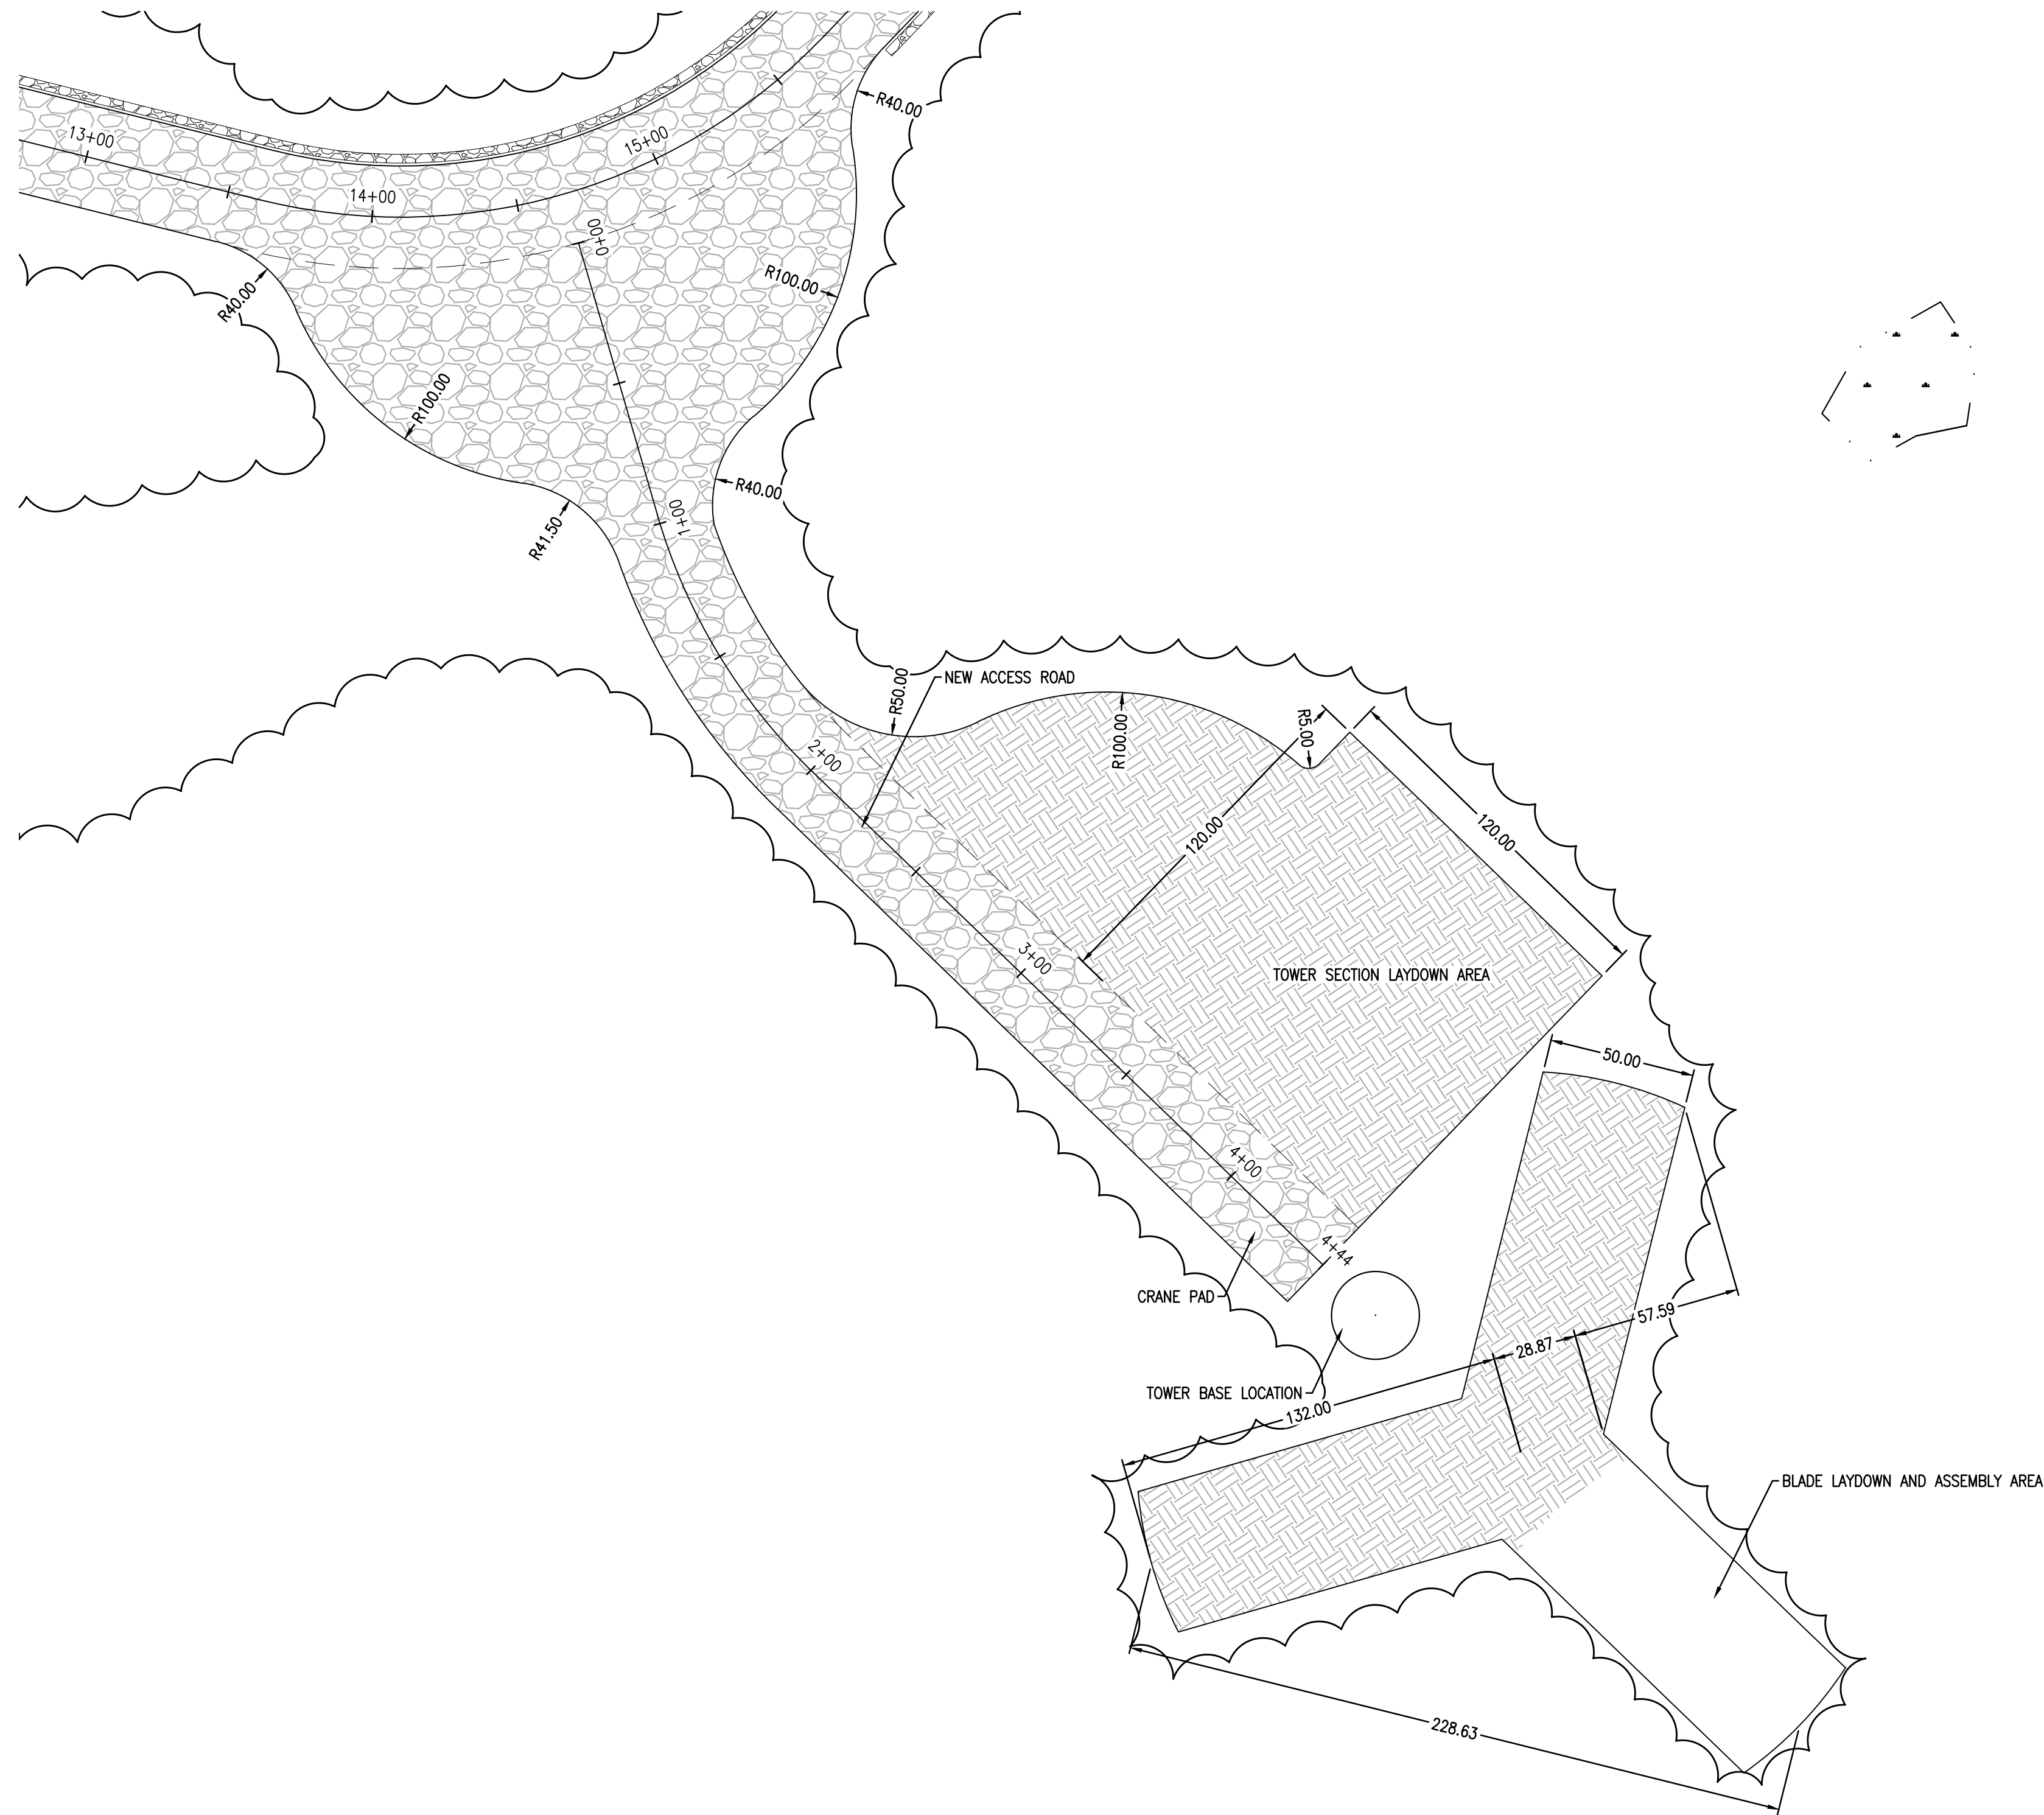 R40.00
13+00
15+00
14+00
0+00
R100.00
R40.00
R100.00
R40.00
1+00
R41.50
NEW ACCESS ROAD
R50.00
R100.00
R5.00
2+00
120.00
120.00
3+00
TOWER SECTION LAYDOWN AREA
50.00
4+00
4+44
CRANE PAD
57.59
28.87
TOWER BASE LOCATION
132.00
BLADE LAYDOWN AND ASSEMBLY AREA
228.63